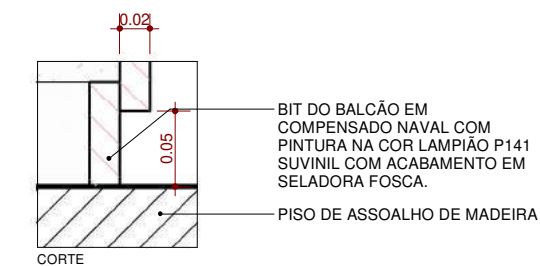 0.02
0.05
BIT DO BALCÃO EM
COMPENSADO NAVAL COM
PINTURA NA COR LAMPIÃO P141
SUVINIL COM ACABAMENTO EM
SELADORA FOSCA.
PISO DE ASSOALHO DE MADEIRA
CORTE